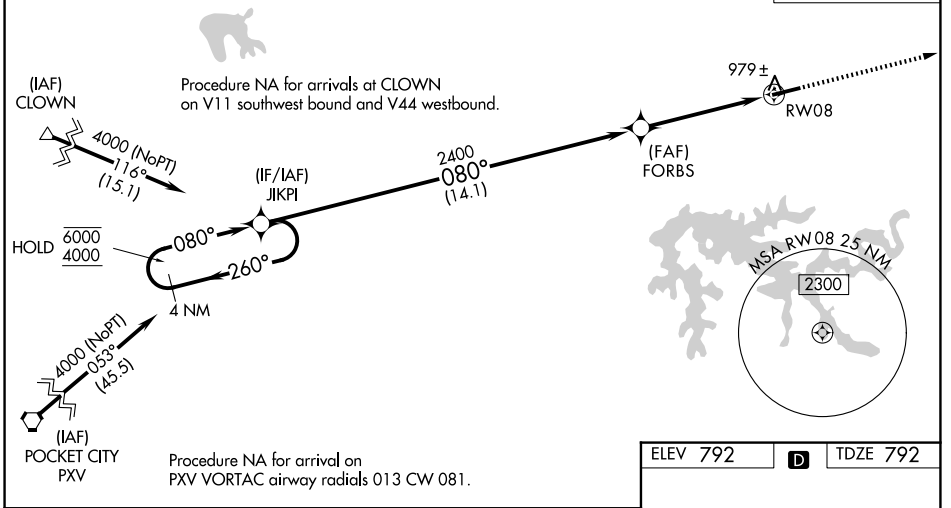 979 ±
RW08
(IAF)
CLOWN
Procedure NA for arrivals at CLOWN
on V11 southwest bound and V44 westbound.
4000 (NoPT)
116°
(15.1)
(IF/IAF)
JIKPI
2400
080°
(14.1)
(FAF)
FORBS
HOLD
6000
4000
080°
260°
4 NM
MSA RW08 25 NM
2300
4000 (NoPT)
053°
(45.5)
(IAF)
POCKET CITY
PXV
Procedure NA for arrival on
PXV VORTAC airway radials 013 CW 081.
ELEV 792
D
TDZE 792